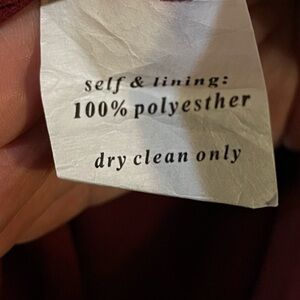 self & lining:
100% polyesther
dry clean only